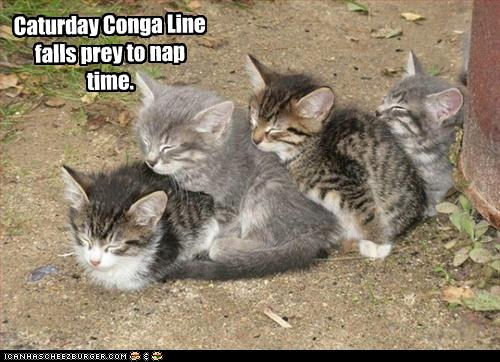 Caturday Conga Line
falls prey to nap
time.
ICANHASCHEEZBURGER.COM